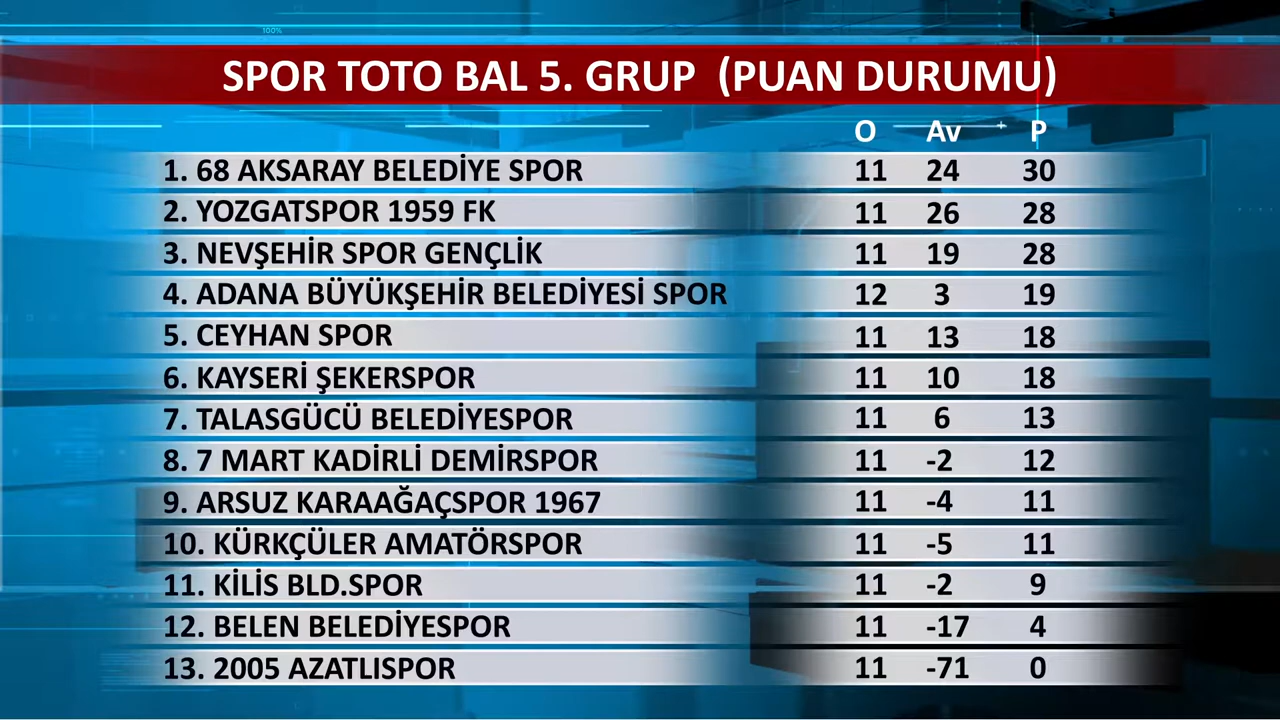 100%
SPOR TOTO BAL 5. GRUP (PUAN DURUMU)
O Av P
1. 68 AKSARAY BELEDİYE SPOR 11 24 30
2. YOZGATSPOR 1959 FK 11 26 28
3. NEVŞEHİR SPOR GENÇLİK 11 19 28
4. ADANA BÜYÜKŞEHİR BELEDİYESİ SPOR 12 3 19
5. CEYHAN SPOR 11 13 18
6. KAYSERİ ŞEKERSPOR 11 10 18
7. TALASGÜCÜ BELEDİYESPOR 11 6 13
8. 7 MART KADİRLİ DEMİRSPOR 11 -2 12
9. ARSUZ KARAAĞAÇSPOR 1967 11 -4 11
10. KÜRKÇÜLER AMATÖRSPOR 11 -5 11
11. KİLİS BLD.SPOR 11 -2 9
12. BELEN BELEDİYESPOR 11 -17 4
13. 2005 AZATLISPOR 11 -71 0